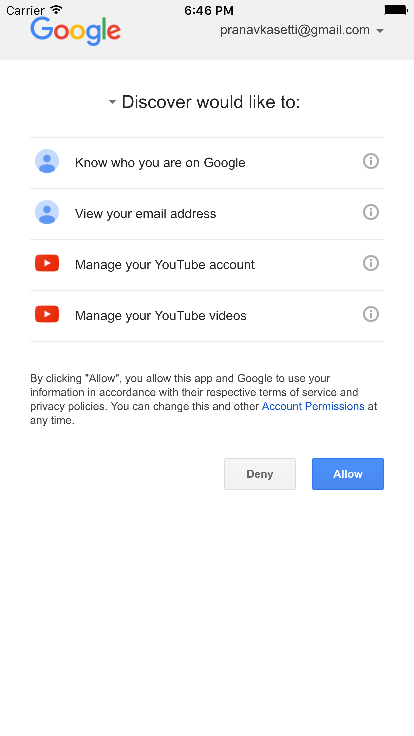 Carrier 6:46 PM
Google pranavkasetti@gmail.com
Discover would like to:
Know who you are on Google
View your email address
Manage your YouTube account
Manage your YouTube videos
By clicking "Allow", you allow this app and Google to use your
information in accordance with their respective terms of service and
privacy policies. You can change this and other Account Permissions at
any time.
Deny Allow